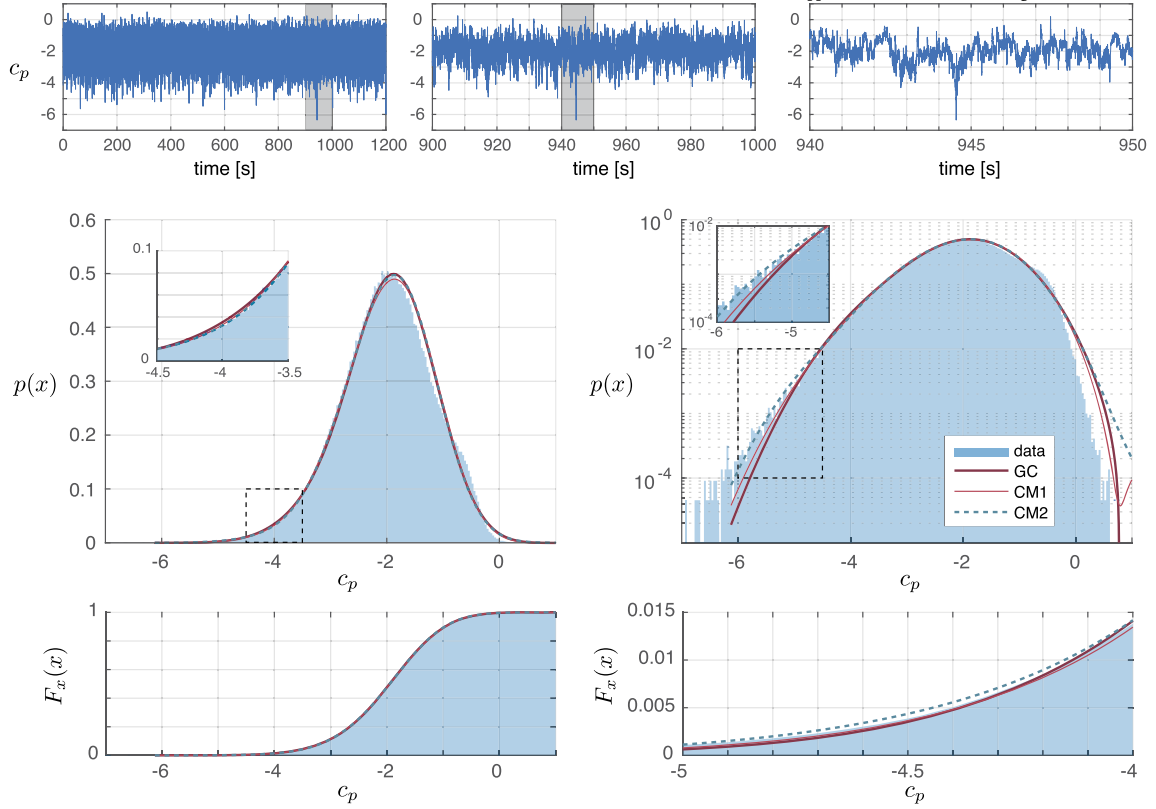 0
-2
-4
-6
c_p
0 200 400 600 800 1000 1200
time [s]
0
-2
-4
-6
900 920 940 960 980 1000
time [s]
0
-2
-4
-6
940 945 950
time [s]
0.6
0.5
0.4
0.3
0.2
0.1
0
p(x)
0.1
0
-4.5 -4 -3.5
-6 -4 -2 0
c_p
10^0
10^-2
10^-4
p(x)
10^-2
10^-4
-6 -5
data
GC
CM1
CM2
-6 -4 -2 0
c_p
1
0
F_x(x)
-6 -4 -2 0
c_p
0.015
0.01
0.005
0
F_x(x)
-5 -4.5 -4
c_p